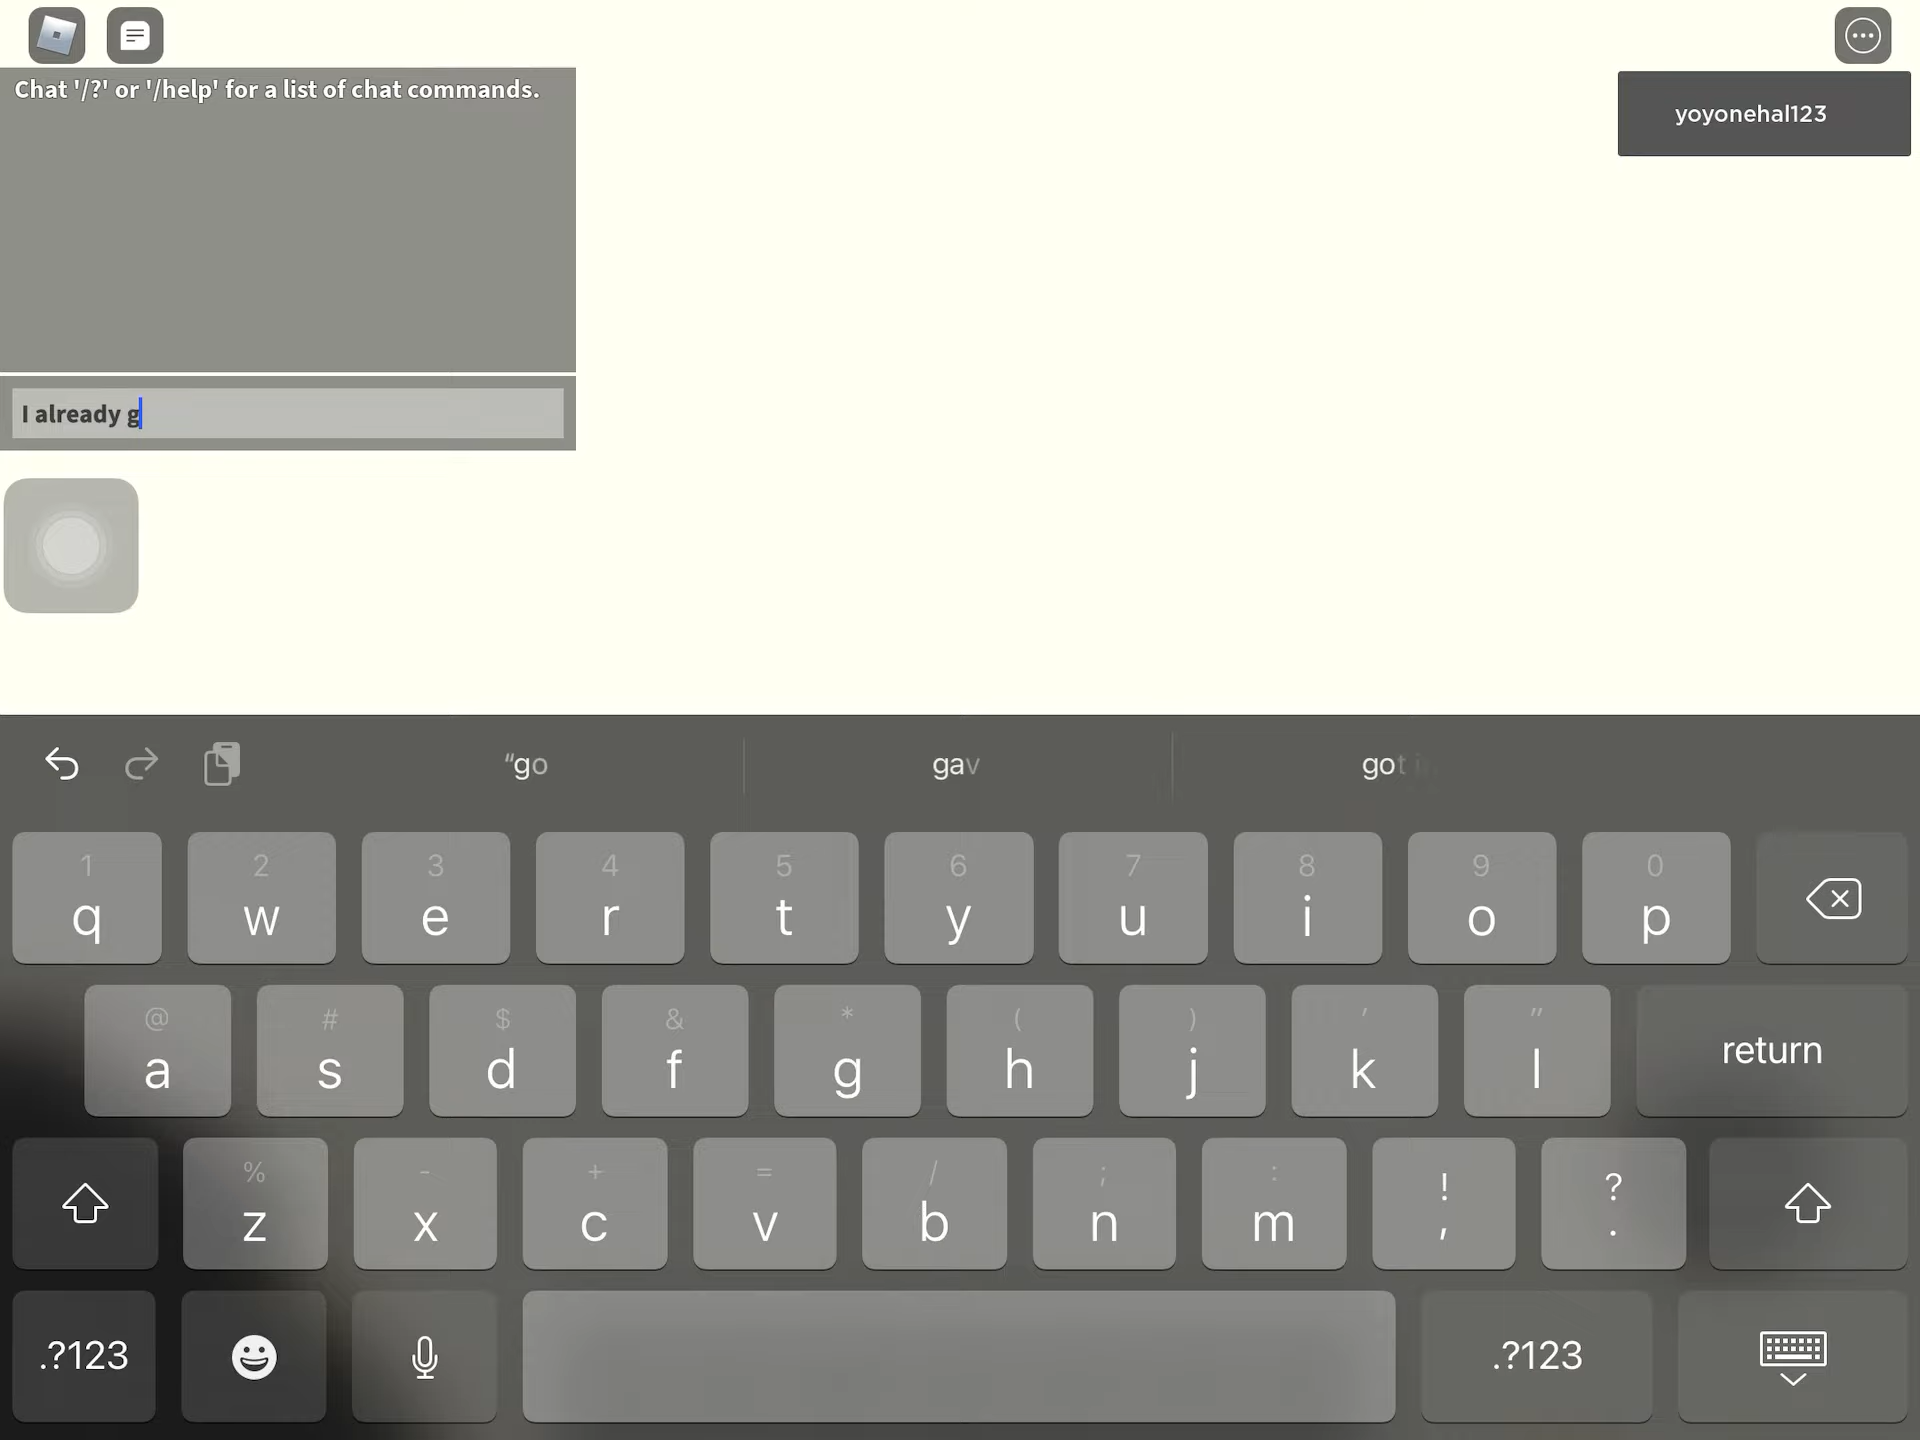 Chat '/?' or '/help' for a list of chat commands.
yoyonehal123
I already g
“go
gav
got
1 2 3 4 5 6 7 8 9 0
q w e r t y u i o p
@ # $ & * ( ) ' "
a s d f g h j k l return
% - + = / ; : ! ?
z x c v b n m , .
.?123 .?123